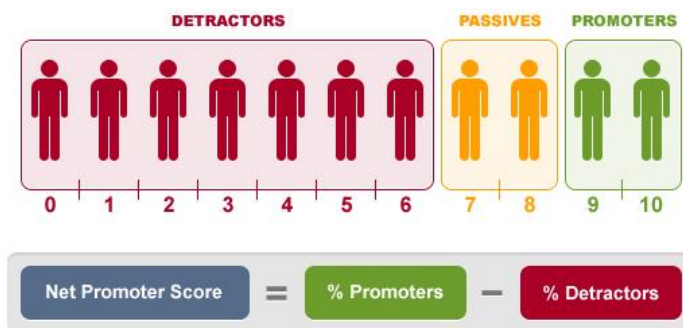 DETRACTORS PASSIVES PROMOTERS
0 1 2 3 4 5 6 7 8 9 10
Net Promoter Score = % Promoters − % Detractors